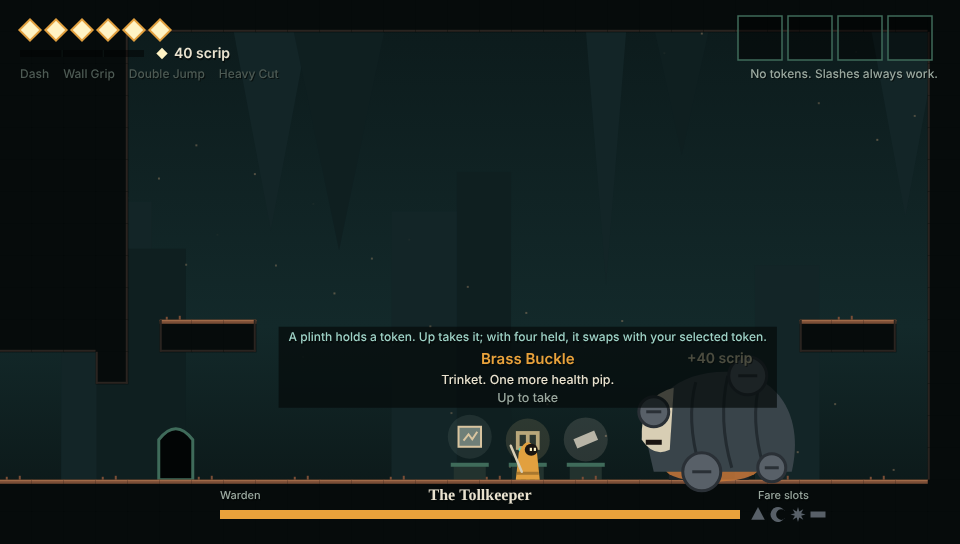 40 scrip
Dash Wall Grip Double Jump Heavy Cut
No tokens. Slashes always work.
A plinth holds a token. Up takes it; with four held, it swaps with your selected token.
Brass Buckle
+40 scrip
Trinket. One more health pip.
Up to take
Warden
The Tollkeeper
Fare slots